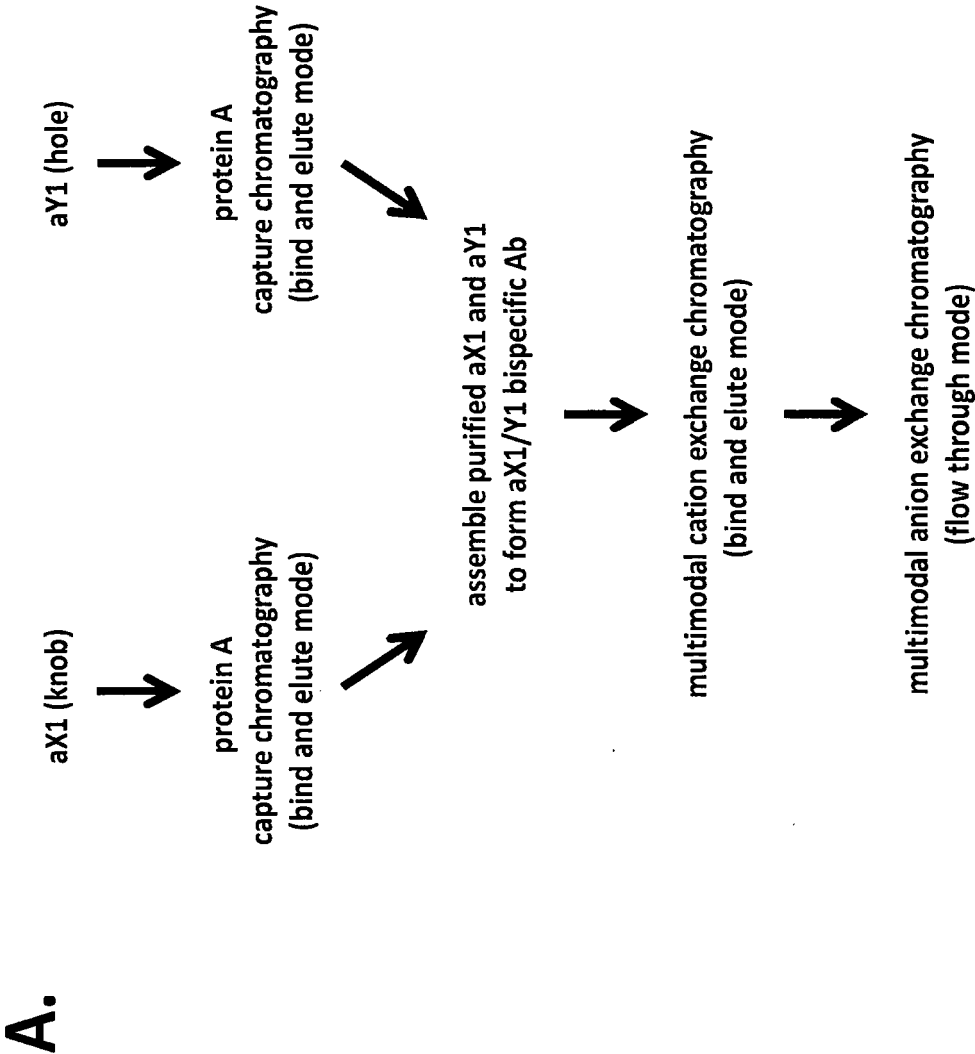 A.
aX1 (knob)
aY1 (hole)
protein A
capture chromatography
(bind and elute mode)
protein A
capture chromatography
(bind and elute mode)
assemble purified aX1 and aY1
to form aX1/Y1 bispecific Ab
multimodal cation exchange chromatography
(bind and elute mode)
multimodal anion exchange chromatography
(flow through mode)